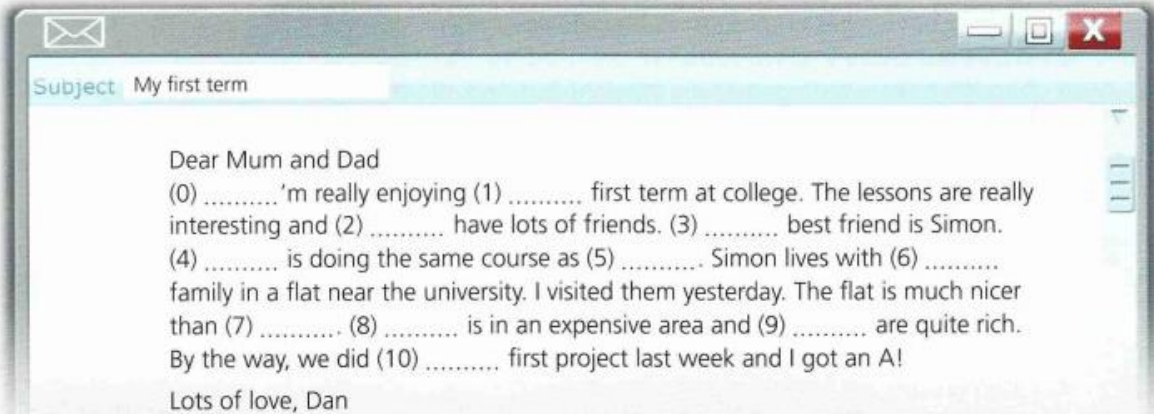 Subject My first term
Dear Mum and Dad
(0) ..........'m really enjoying (1) .......... first term at college. The lessons are really
interesting and (2) .......... have lots of friends. (3) .......... best friend is Simon.
(4) .......... is doing the same course as (5) .......... . Simon lives with (6) ..........
family in a flat near the university. I visited them yesterday. The flat is much nicer
than (7) ........... (8) .......... is in an expensive area and (9) .......... are quite rich.
By the way, we did (10) .......... first project last week and I got an A!
Lots of love, Dan